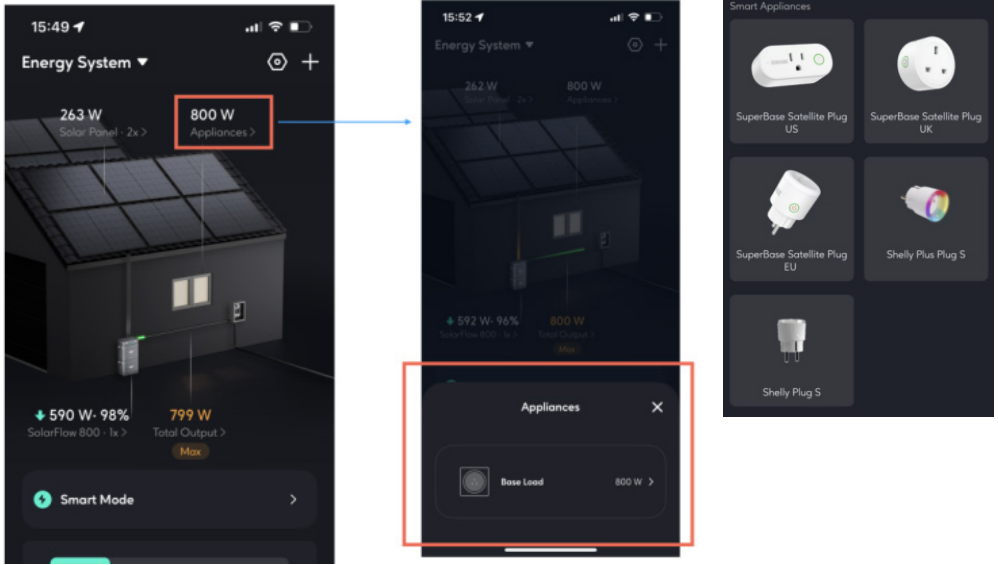 15:49
Energy System
263 W
Solar Panel · 2x >
800 W
Appliances >
590 W· 98%
SolarFlow 800 · 1x >
799 W
Total Output >
Max
Smart Mode
15:52
Energy System
262 W
Solar Panel · 2x >
800 W
Appliances >
592 W· 96%
SolarFlow 800 · 1x >
800 W
Total Output >
Max
Appliances
Base Load
800 W
Smart Appliances
SuperBase Satellite Plug
US
SuperBase Satellite Plug
UK
SuperBase Satellite Plug
EU
Shelly Plus Plug S
Shelly Plug S